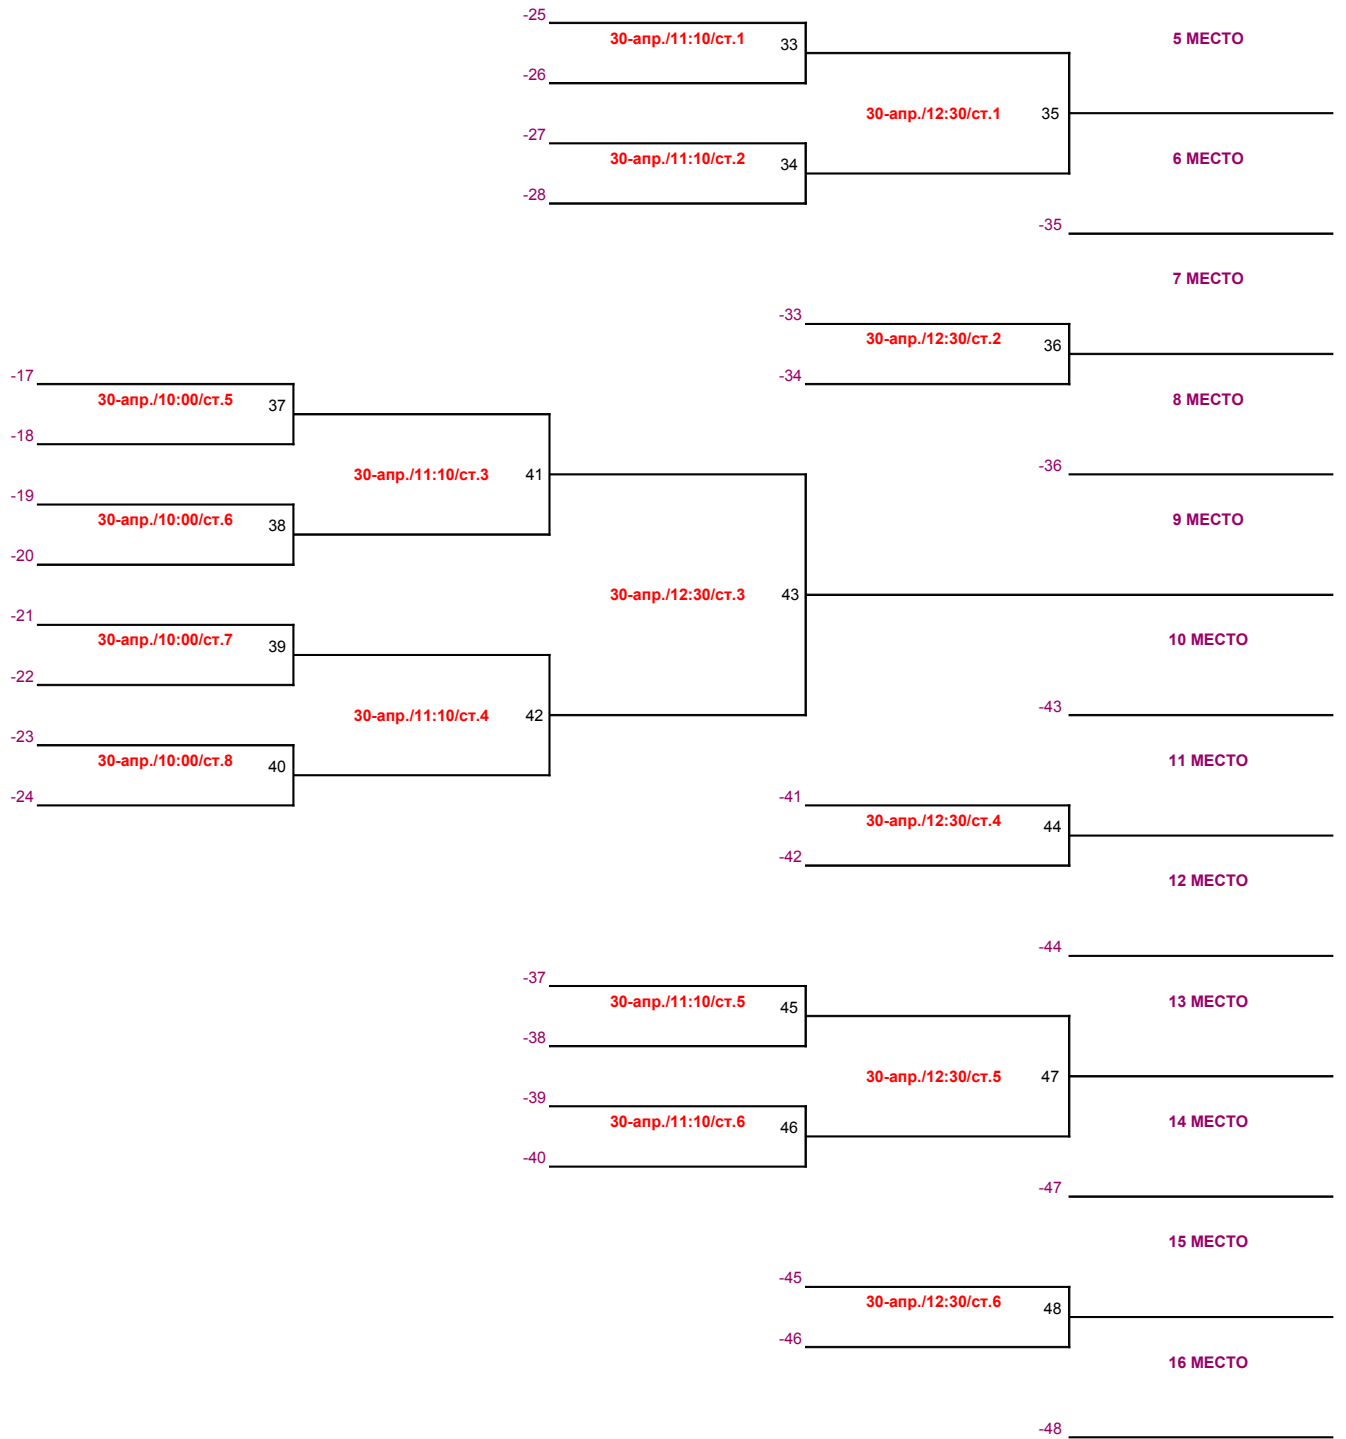 -25
30-апр./11:10/ст.1 33 5 МЕСТО
-26
30-апр./12:30/ст.1 35
-27
30-апр./11:10/ст.2 34 6 МЕСТО
-28
-35
7 МЕСТО
-33
30-апр./12:30/ст.2 36
-17 -34
30-апр./10:00/ст.5 37 8 МЕСТО
-18
30-апр./11:10/ст.3 41 -36
-19
30-апр./10:00/ст.6 38 9 МЕСТО
-20
30-апр./12:30/ст.3 43
-21
30-апр./10:00/ст.7 39 10 МЕСТО
-22
30-апр./11:10/ст.4 42 -43
-23
30-апр./10:00/ст.8 40 11 МЕСТО
-24 -41
30-апр./12:30/ст.4 44
-42
12 МЕСТО
-44
-37
30-апр./11:10/ст.5 45 13 МЕСТО
-38
30-апр./12:30/ст.5 47
-39
30-апр./11:10/ст.6 46 14 МЕСТО
-40
-47
15 МЕСТО
-45
30-апр./12:30/ст.6 48
-46
16 МЕСТО
-48